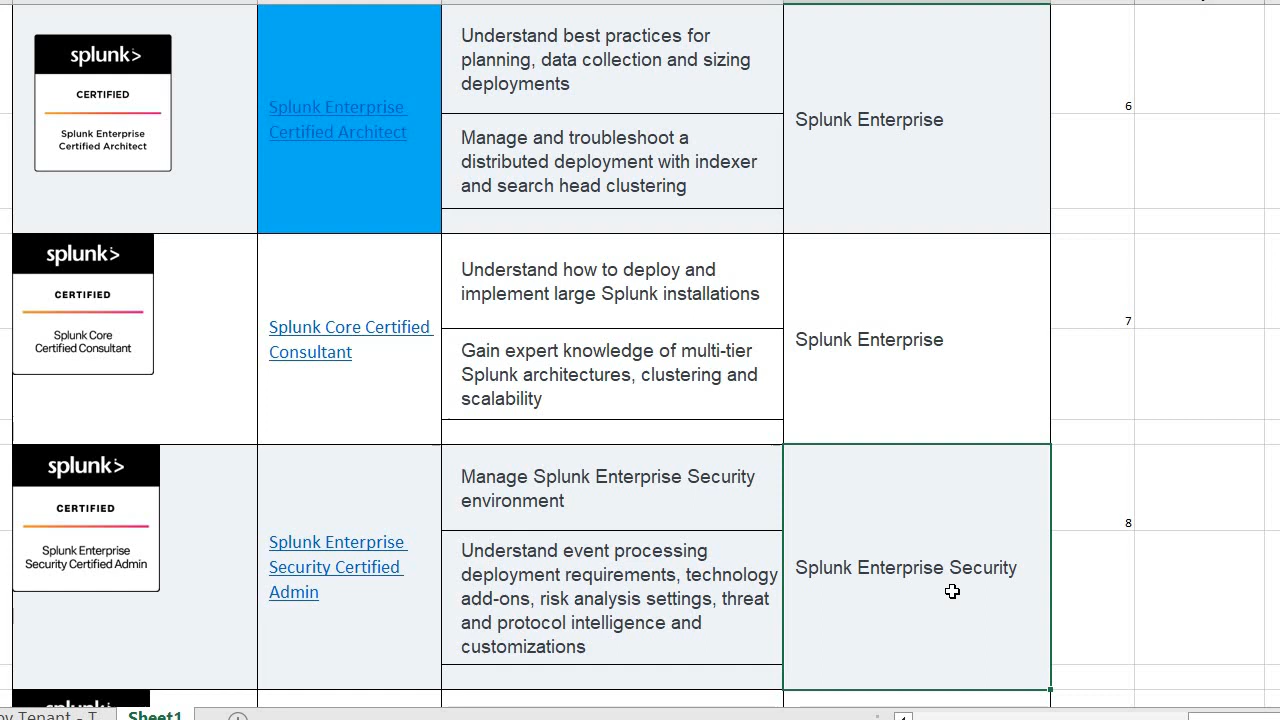 splunk>
CERTIFIED
Splunk Enterprise
Certified Architect
Splunk Enterprise
Certified Architect
Understand best practices for
planning, data collection and sizing
deployments
Manage and troubleshoot a
distributed deployment with indexer
and search head clustering
Splunk Enterprise
6
splunk>
CERTIFIED
Splunk Core
Certified Consultant
Splunk Core Certified
Consultant
Understand how to deploy and
implement large Splunk installations
Gain expert knowledge of multi-tier
Splunk architectures, clustering and
scalability
Splunk Enterprise
7
splunk>
CERTIFIED
Splunk Enterprise
Security Certified Admin
Splunk Enterprise
Security Certified
Admin
Manage Splunk Enterprise Security
environment
Understand event processing
deployment requirements, technology
add-ons, risk analysis settings, threat
and protocol intelligence and
customizations
Splunk Enterprise Security
8
splunk>
by Tenant - T
Sheet1